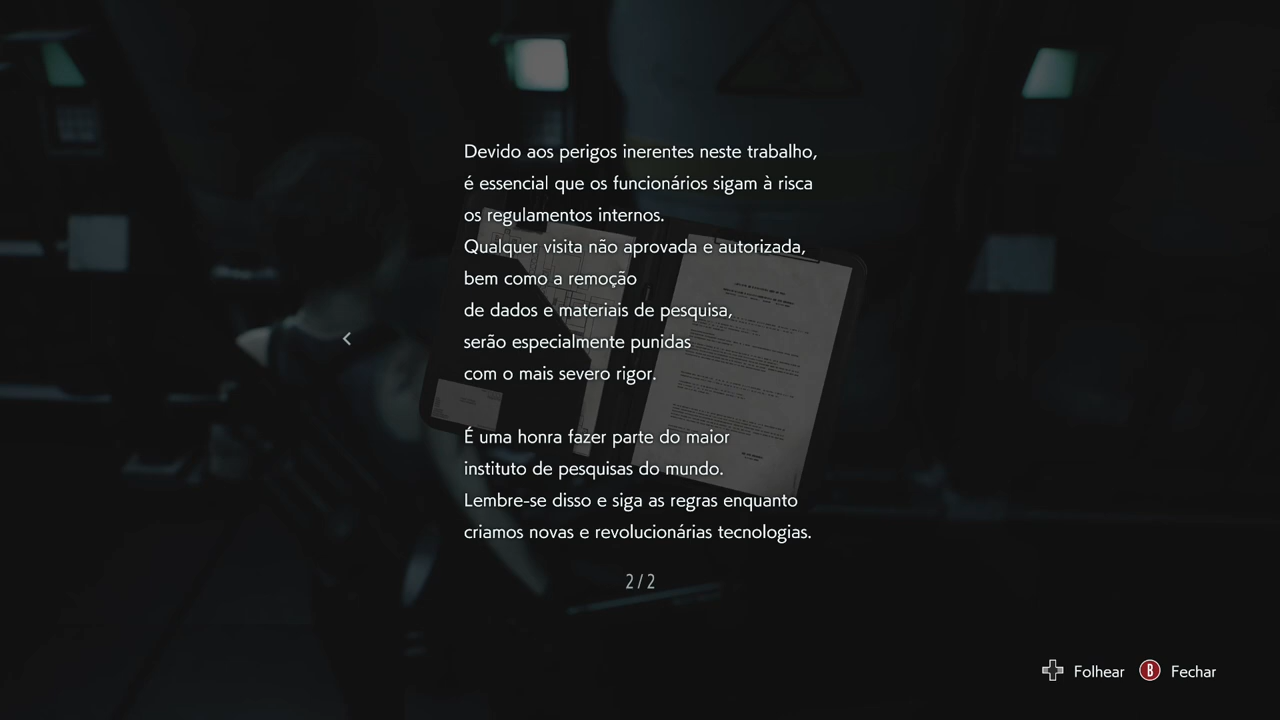 Devido aos perigos inerentes neste trabalho,
é essencial que os funcionários sigam à risca
os regulamentos internos.
Qualquer visita não aprovada e autorizada,
bem como a remoção
de dados e materiais de pesquisa,
serão especialmente punidas
com o mais severo rigor.
É uma honra fazer parte do maior
instituto de pesquisas do mundo.
Lembre-se disso e siga as regras enquanto
criamos novas e revolucionárias tecnologias.
2/2
Folhear B Fechar